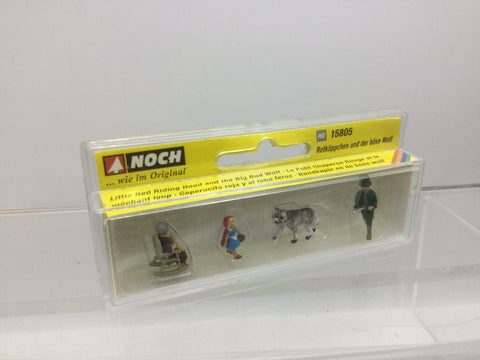 H0 15805
Rotkäppchen und der böse Wolf
NOCH
... wie im Original
Little Red Riding Hood and the Big Bad Wolf · Le Petit Chaperon Rouge et le
méchant loup · Caperucita roja y el lobo feroz · Roodkapje en de boze wolf